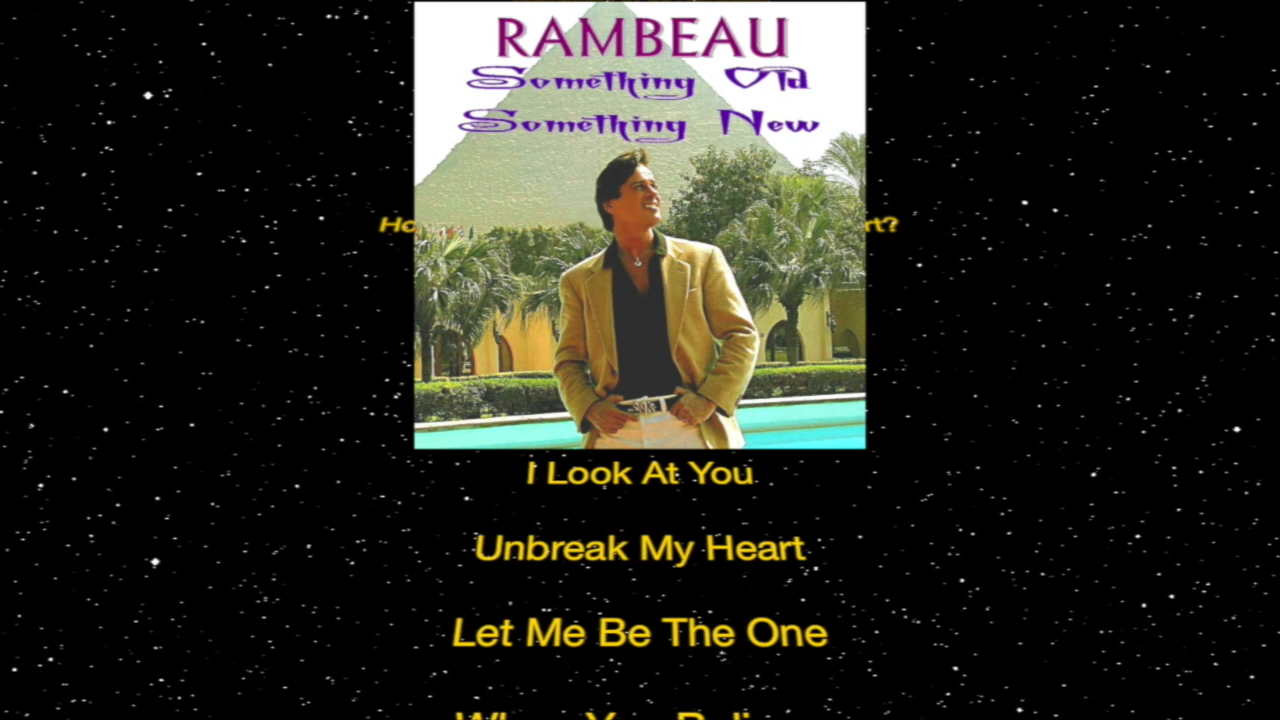 RAMBEAU
Something Old
Something New
I Look At You
Unbreak My Heart
Let Me Be The One